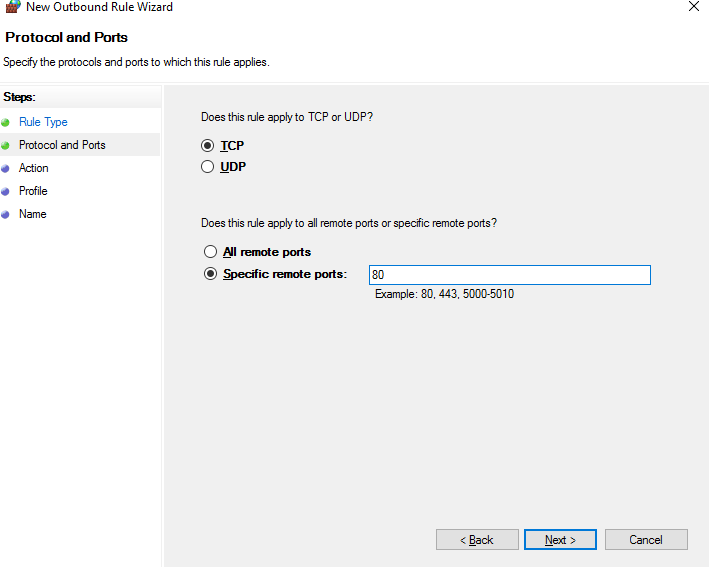 New Outbound Rule Wizard
Protocol and Ports
Specify the protocols and ports to which this rule applies.
Steps:
Rule Type
Protocol and Ports
Action
Profile
Name
Does this rule apply to TCP or UDP?
TCP
UDP
Does this rule apply to all remote ports or specific remote ports?
All remote ports
Specific remote ports: 80
Example: 80, 443, 5000-5010
< Back Next > Cancel